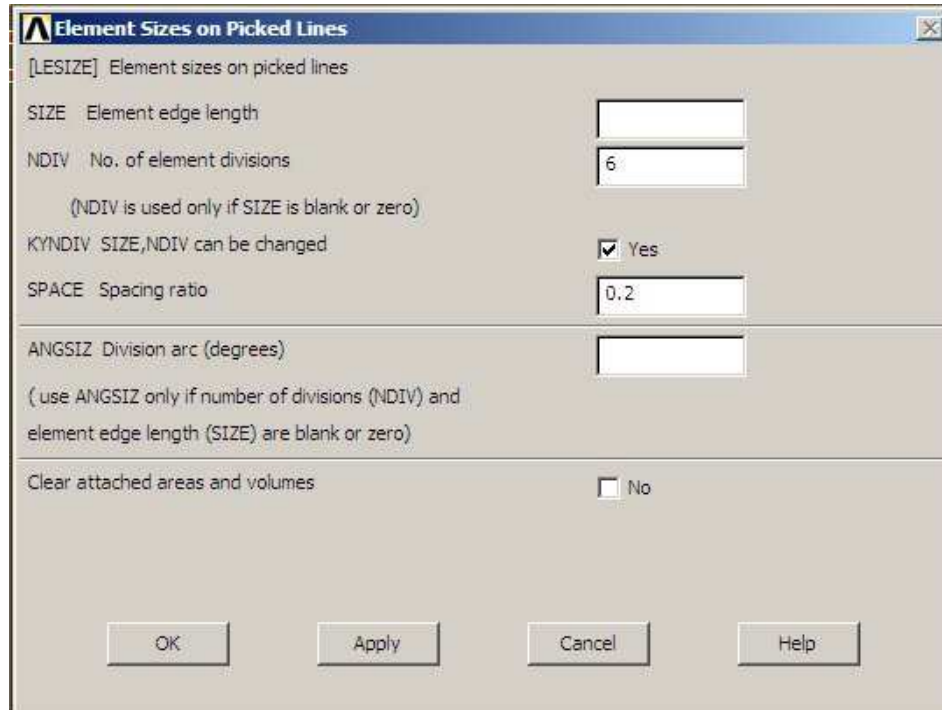 Element Sizes on Picked Lines
[LESIZE] Element sizes on picked lines
SIZE Element edge length
NDIV No. of element divisions 6
(NDIV is used only if SIZE is blank or zero)
KYNDIV SIZE,NDIV can be changed Yes
SPACE Spacing ratio 0.2
ANGSIZ Division arc (degrees)
( use ANGSIZ only if number of divisions (NDIV) and
element edge length (SIZE) are blank or zero)
Clear attached areas and volumes No
OK Apply Cancel Help